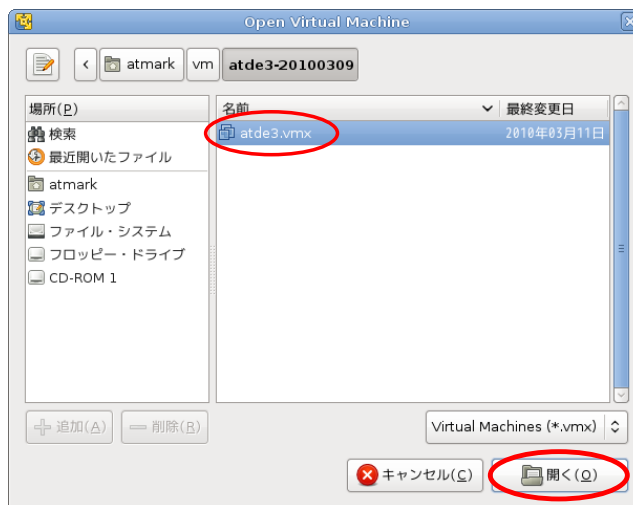 Open Virtual Machine
atmark vm atde3-20100309
場所(P) 名前 最終変更日
検索 atde3.vmx 2010年03月11日
最近開いたファイル
atmark
デスクトップ
ファイル・システム
フロッピー・ドライブ
CD-ROM 1
追加(A) 削除(R) Virtual Machines (*.vmx)
キャンセル(C) 開く(O)